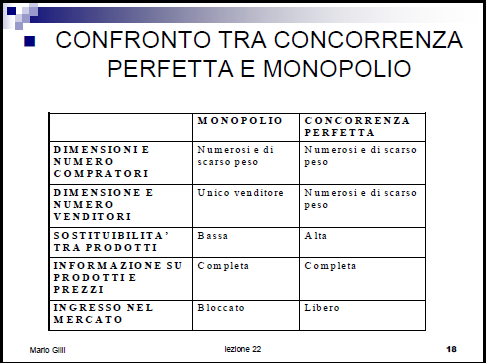 CONFRONTO TRA CONCORRENZA
PERFETTA E MONOPOLIO
MONOPOLIO
CONCORRENZA
PERFETTA
DIMENSIONI E
NUMERO
COMPRATORI
Numerosi e di
scarso peso
Numerosi e di scarso
peso
DIMENSIONE E
NUMERO
VENDITORI
Unico venditore
Numerosi e di scarso
peso
SOSTITUIBILITA'
TRA PRODOTTI
Bassa
Alta
INFORMAZIONE SU
PRODOTTI E
PREZZI
Completa
Completa
INGRESSO NEL
MERCATO
Bloccato
Libero
Mario Gilli
lezione 22
18